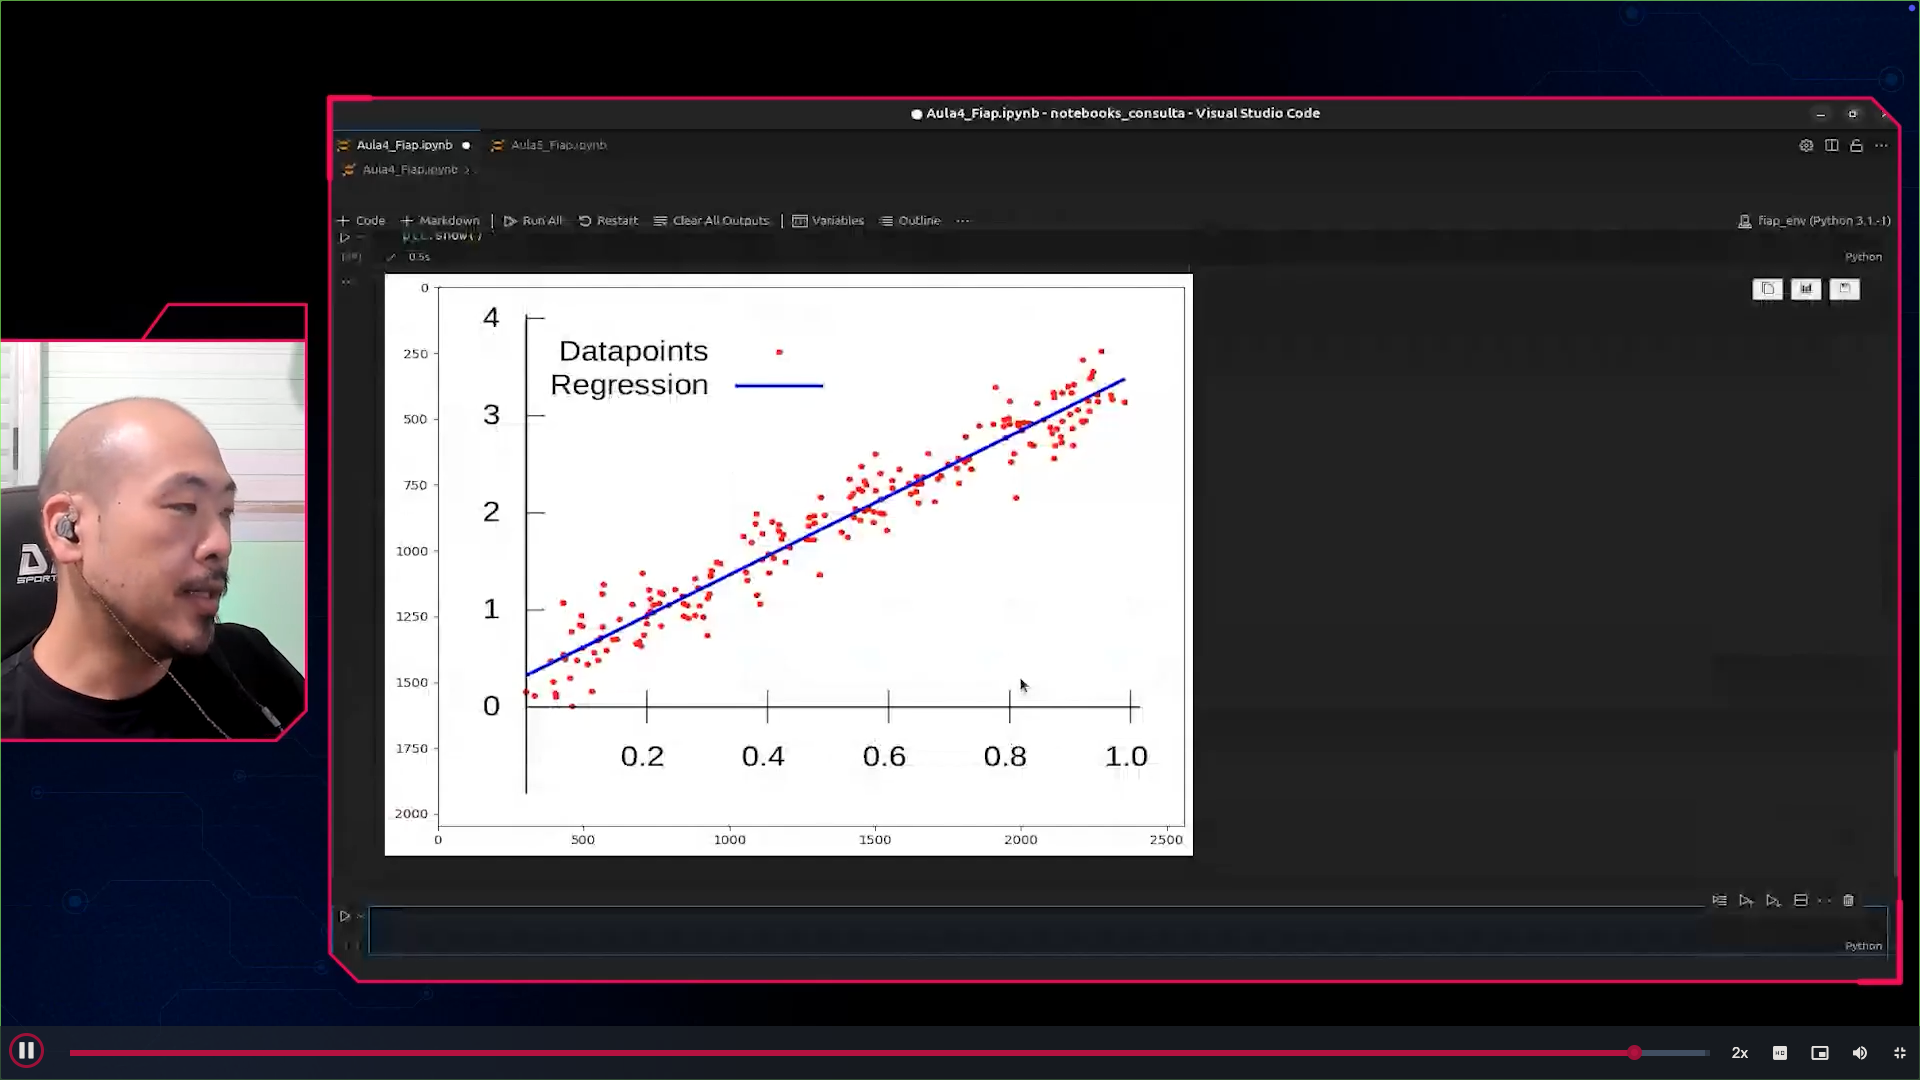 Aula4_Fiap.ipynb - notebooks_consulta - Visual Studio Code
Aula4_Fiap.ipynb
Aula5_Fiap.ipynb
Aula4_Fiap.ipynb
Code
Markdown
Run All
Restart
Clear All Outputs
Variables
Outline
fiap_env (Python 3.1.-1)
plt.show()
0.5s
Python
0
250
500
750
1000
1250
1500
1750
2000
4
3
2
1
0
Datapoints
Regression
0.2 0.4 0.6 0.8 1.0
0 500 1000 1500 2000 2500
Python
SPORT
2x
HD